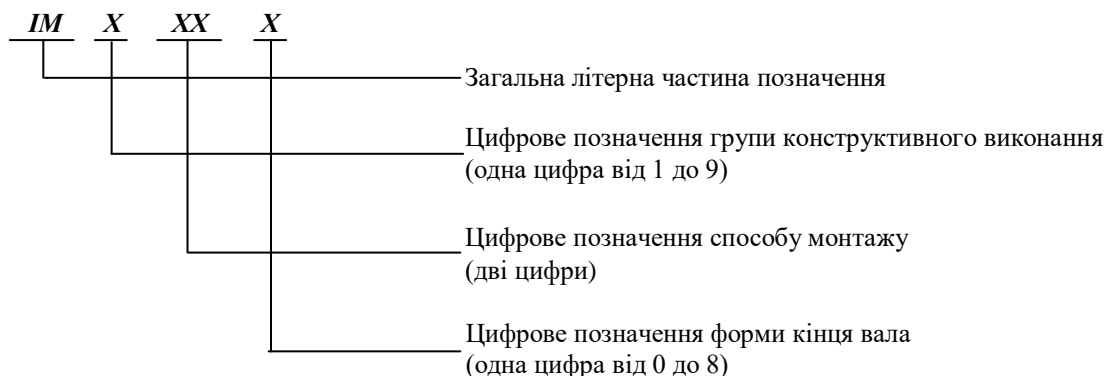 IM X XX X
Загальна літерна частина позначення
Цифрове позначення групи конструктивного виконання
(одна цифра від 1 до 9)
Цифрове позначення способу монтажу
(дві цифри)
Цифрове позначення форми кінця вала
(одна цифра від 0 до 8)